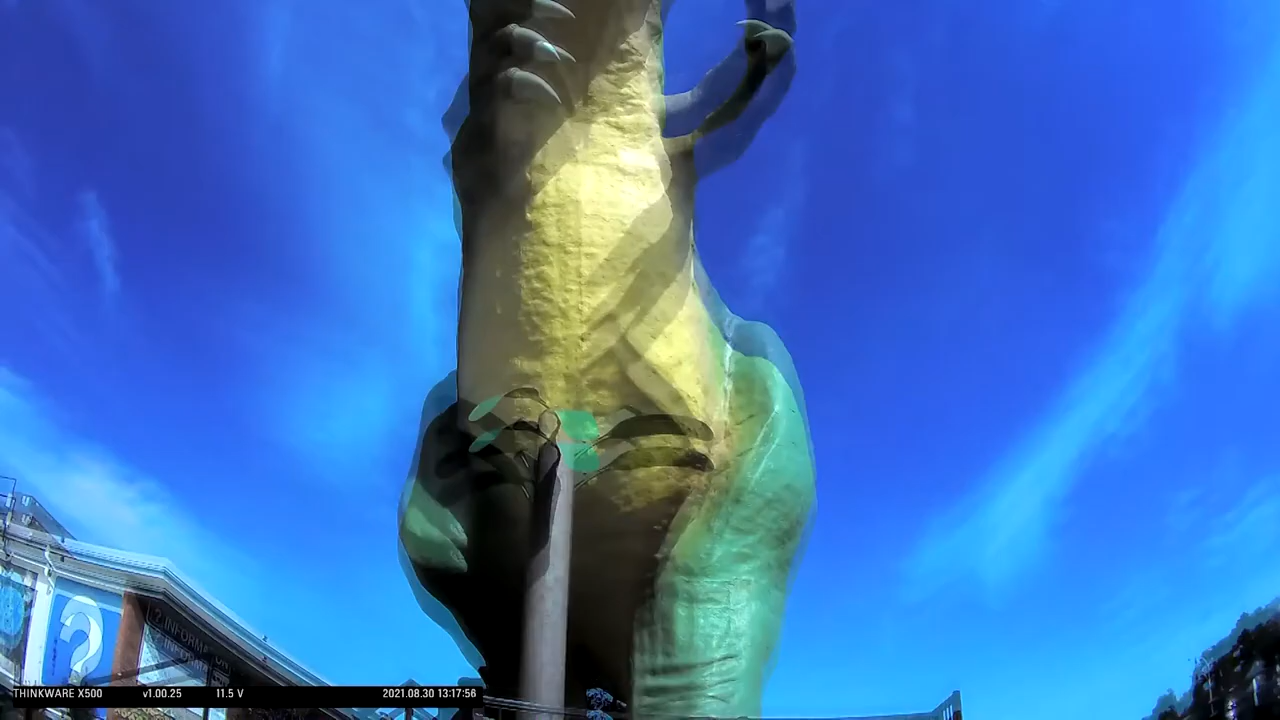 ?
? INFORMATION
THINKWARE X500 v1.00.25 11.5 V 2021.08.30 13:17:56